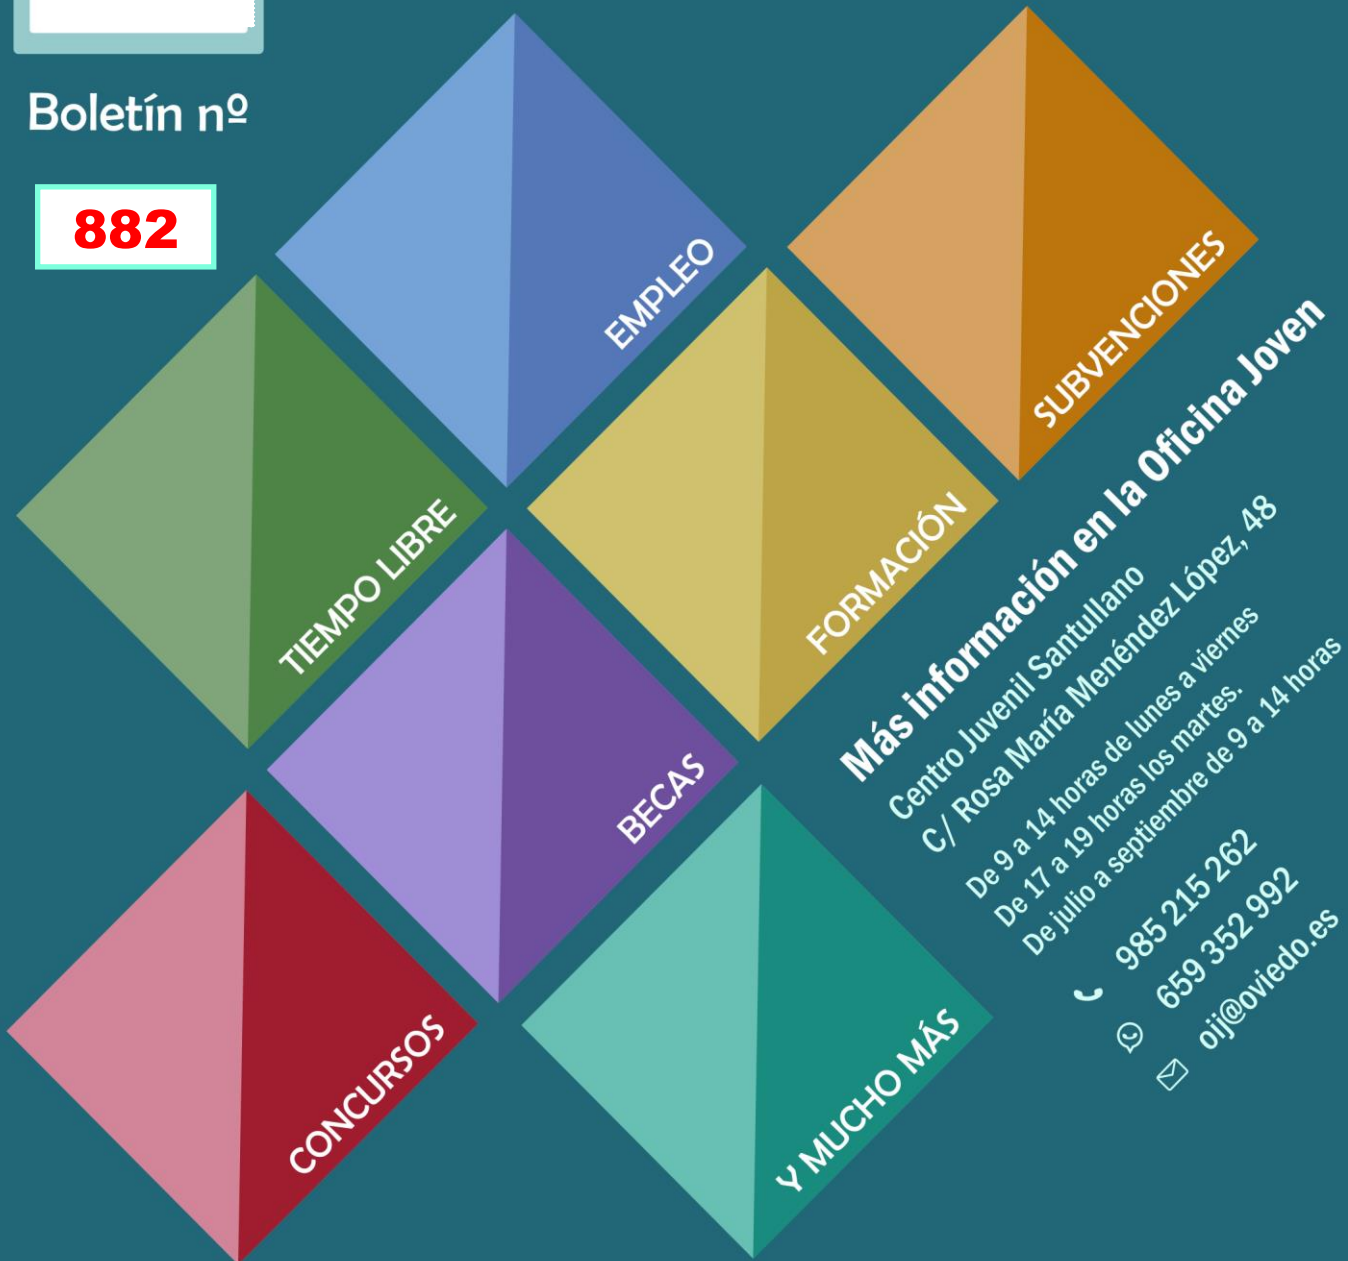 Boletín nº
882
EMPLEO
SUBVENCIONES
TIEMPO LIBRE
FORMACIÓN
BECAS
CONCURSOS
Y MUCHO MÁS
Más información en la Oficina Joven
Centro Juvenil Santullano
C/ Rosa María Menéndez López, 48
De 9 a 14 horas de lunes a viernes
De 17 a 19 horas los martes.
De julio a septiembre de 9 a 14 horas
985 215 262
659 352 992
oij@oviedo.es